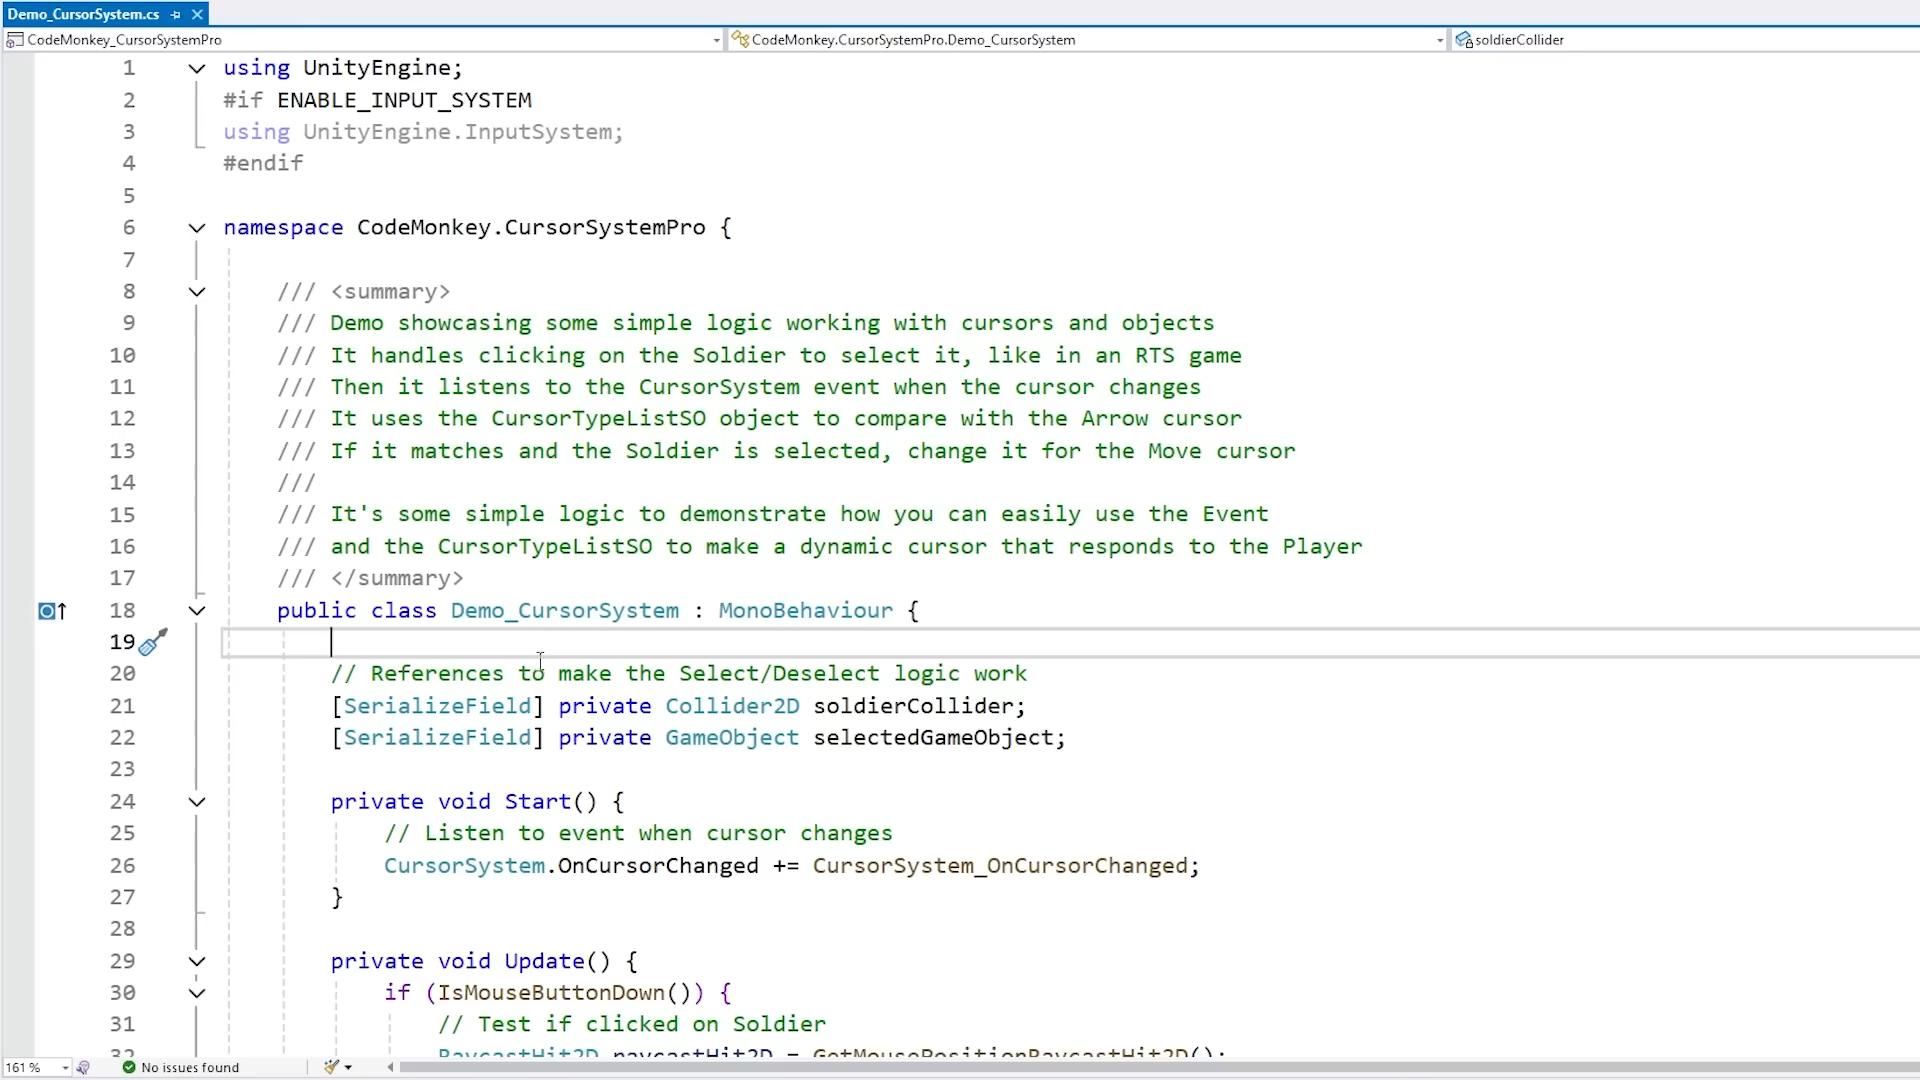 Demo_CursorSystem.cs
CodeMonkey_CursorSystemPro
CodeMonkey.CursorSystemPro.Demo_CursorSystem
soldierCollider
1 using UnityEngine;
2 #if ENABLE_INPUT_SYSTEM
3 using UnityEngine.InputSystem;
4 #endif
5
6 namespace CodeMonkey.CursorSystemPro {
7
8 /// <summary>
9 /// Demo showcasing some simple logic working with cursors and objects
10 /// It handles clicking on the Soldier to select it, like in an RTS game
11 /// Then it listens to the CursorSystem event when the cursor changes
12 /// It uses the CursorTypeListSO object to compare with the Arrow cursor
13 /// If it matches and the Soldier is selected, change it for the Move cursor
14 ///
15 /// It's some simple logic to demonstrate how you can easily use the Event
16 /// and the CursorTypeListSO to make a dynamic cursor that responds to the Player
17 /// </summary>
18 public class Demo_CursorSystem : MonoBehaviour {
19
20 // References to make the Select/Deselect logic work
21 [SerializeField] private Collider2D soldierCollider;
22 [SerializeField] private GameObject selectedGameObject;
23
24 private void Start() {
25 // Listen to event when cursor changes
26 CursorSystem.OnCursorChanged += CursorSystem_OnCursorChanged;
27 }
28
29 private void Update() {
30 if (IsMouseButtonDown()) {
31 // Test if clicked on Soldier
32 RaycastHit2D raycastHit2D = GetMousePositionRaycastHit2D();
161 %
No issues found